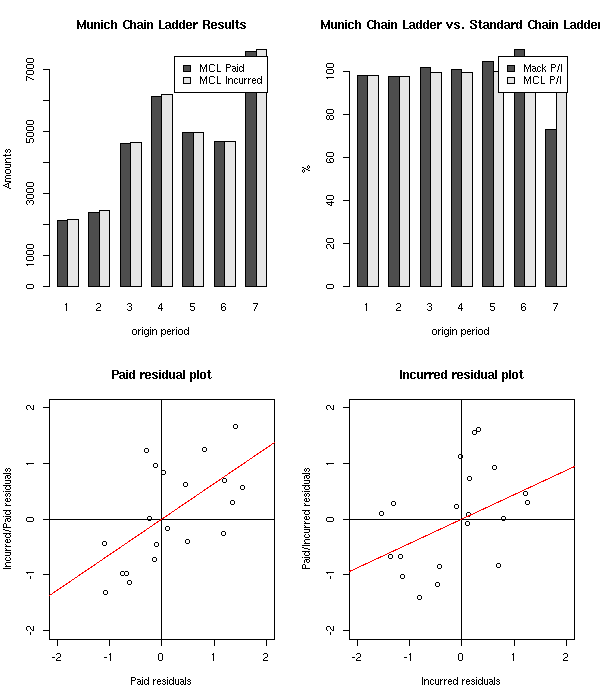 Munich Chain Ladder Results
Amounts
0
1000
3000
5000
7000
MCL Paid
MCL Incurred
1 2 3 4 5 6 7
origin period
Munich Chain Ladder vs. Standard Chain Ladder
%
0
20
40
60
80
100
Mack P/I
MCL P/I
1 2 3 4 5 6 7
origin period
Paid residual plot
Incurred/Paid residuals
2
1
0
-1
-2
-2 -1 0 1 2
Paid residuals
Incurred residual plot
Paid/Incurred residuals
2
1
0
-1
-2
-2 -1 0 1 2
Incurred residuals